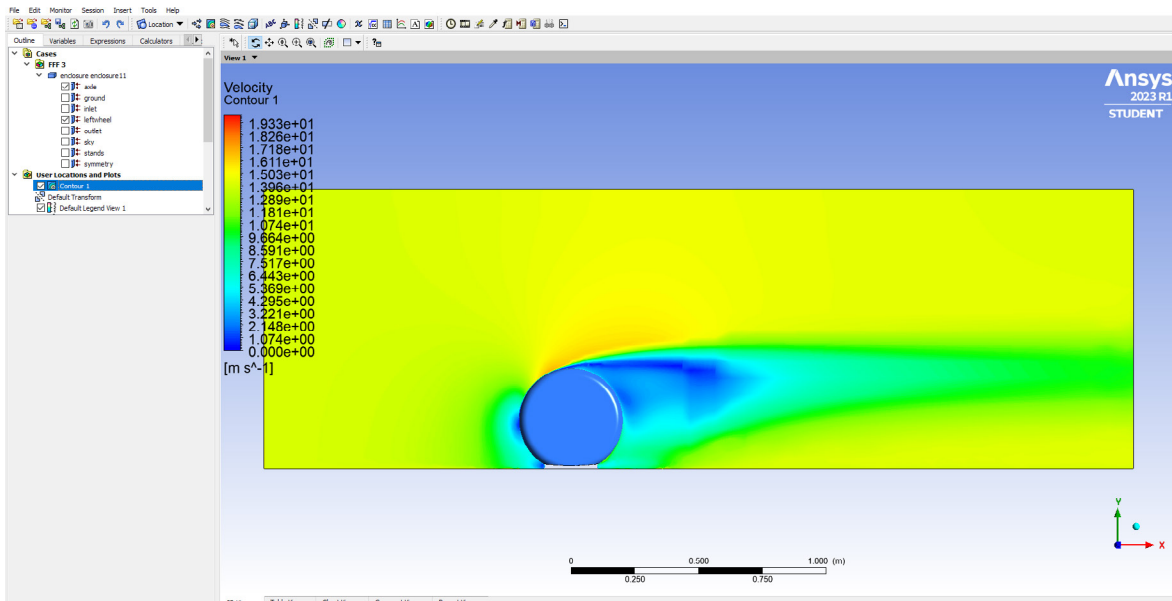 File Edit Monitor Session Insert Tools Help
Location
Outline Variables Expressions Calculators
Cases
FFF 3
enclosure enclosure11
axle
ground
inlet
leftwheel
outlet
sky
stands
symmetry
User Locations and Plots
Contour 1
Default Transform
Default Legend View 1
View 1
Velocity
Contour 1
1.933e+01
1.826e+01
1.718e+01
1.611e+01
1.503e+01
1.396e+01
1.289e+01
1.181e+01
1.074e+01
9.664e+00
8.591e+00
7.517e+00
6.443e+00
5.369e+00
4.295e+00
3.221e+00
2.148e+00
1.074e+00
0.000e+00
[m s^-1]
Ansys
2023 R1
STUDENT
Y
X
0 0.500 1.000 (m)
0.250 0.750